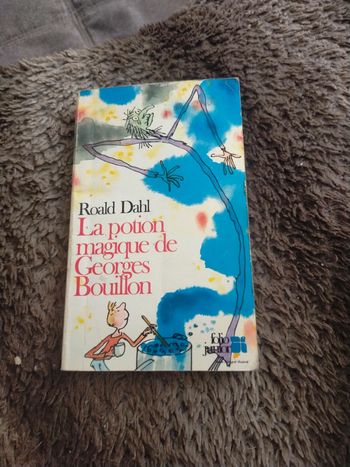 Roald Dahl
La potion
magique de
Georges
Bouillon
folio
junior